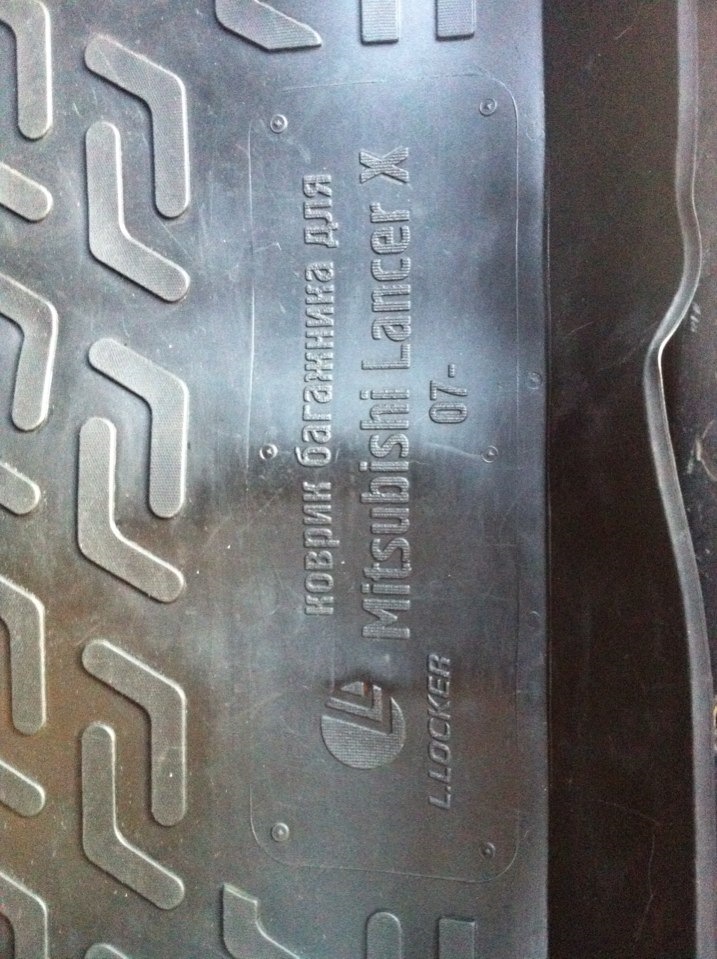 коврик багажника для
Mitsubishi Lancer X
07-
L.LOCKER